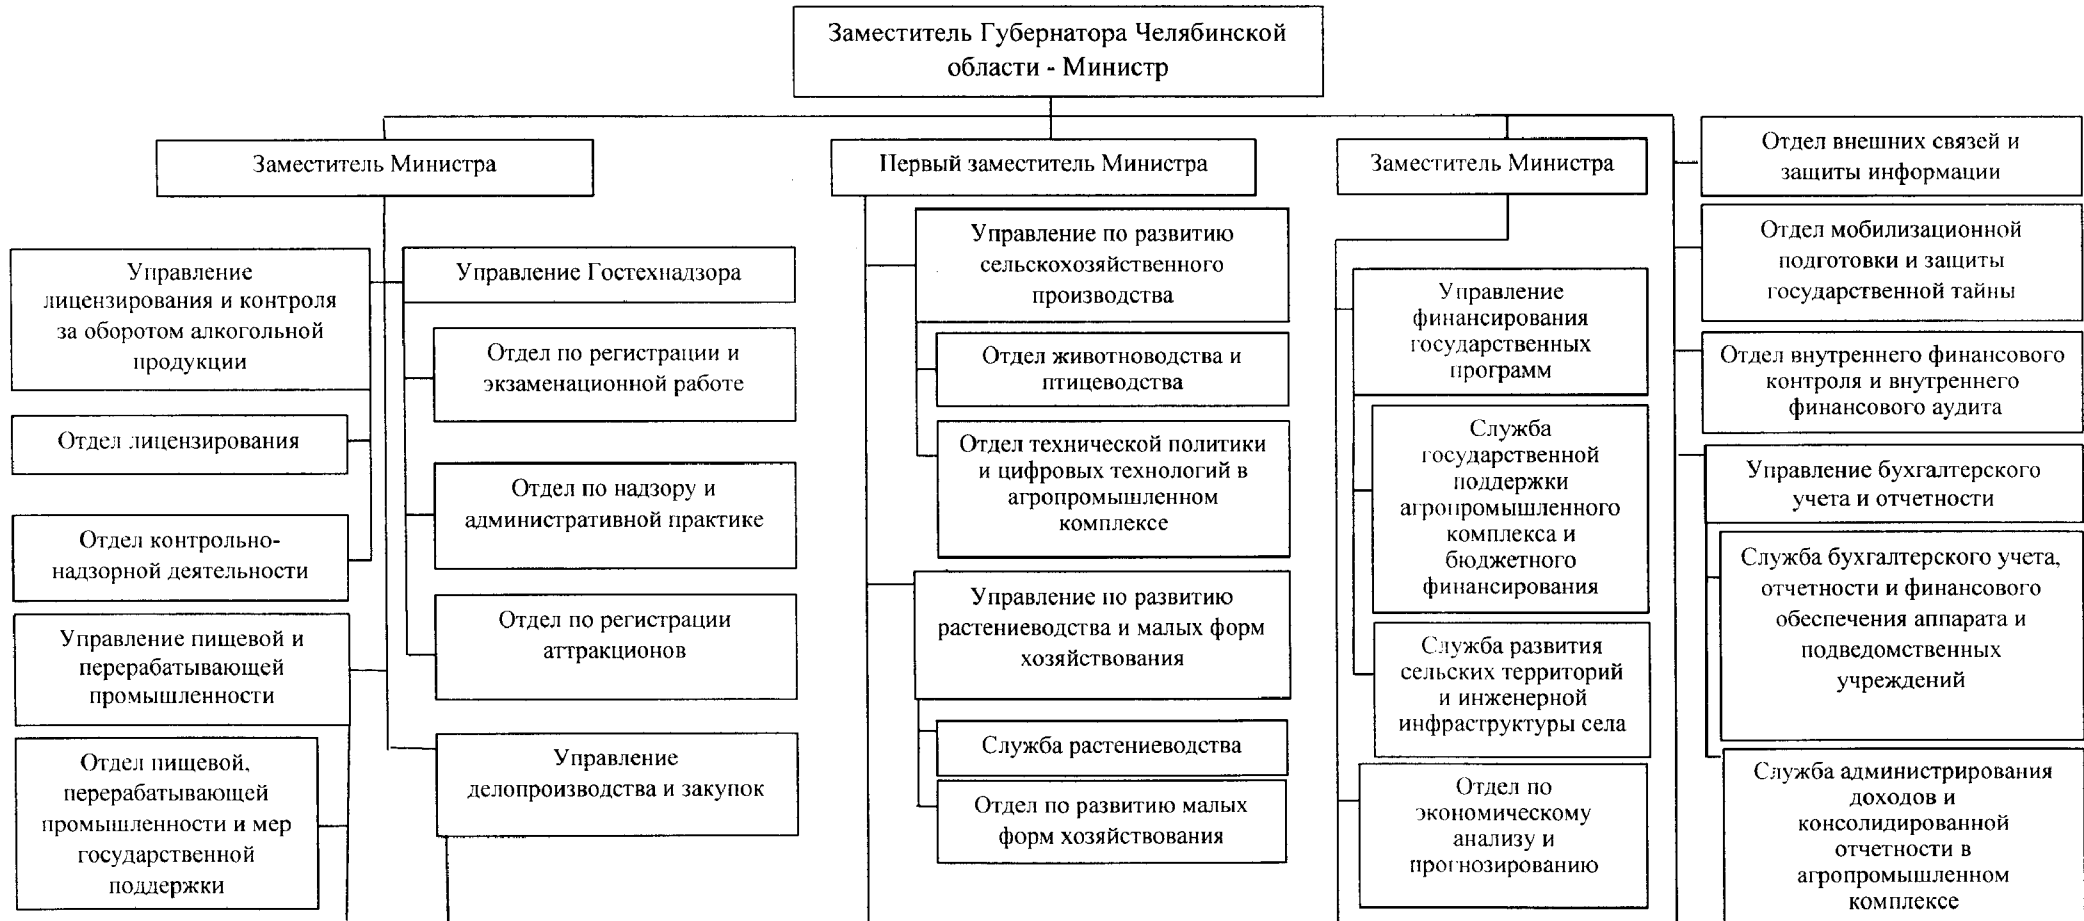 Заместитель Губернатора Челябинской
области - Министр
Заместитель Министра
Управление
лицензирования и контроля
за оборотом алкогольной
продукции
Отдел лицензирования
Отдел контрольно-
надзорной деятельности
Управление пищевой и
перерабатывающей
промышленности
Отдел пищевой,
перерабатывающей
промышленности и мер
государственной
поддержки
Управление Гостехнадзора
Отдел по регистрации и
экзаменационной работе
Отдел по надзору и
административной практике
Отдел по регистрации
аттракционов
Управление
делопроизводства и закупок
Первый заместитель Министра
Управление по развитию
сельскохозяйственного
производства
Отдел животноводства и
птицеводства
Отдел технической политики
и цифровых технологий в
агропромышленном
комплексе
Управление по развитию
растениеводства и малых форм
хозяйствования
Служба растениеводства
Отдел по развитию малых
форм хозяйствования
Заместитель Министра
Управление
финансирования
государственных
программ
Служба
государственной
поддержки
агропромышленного
комплекса и
бюджетного
финансирования
Служба развития
сельских территорий
и инженерной
инфраструктуры села
Отдел по
экономическому
анализу и
прогнозированию
Отдел внешних связей и
защиты информации
Отдел мобилизационной
подготовки и защиты
государственной тайны
Отдел внутреннего финансового
контроля и внутреннего
финансового аудита
Управление бухгалтерского
учета и отчетности
Служба бухгалтерского учета,
отчетности и финансового
обеспечения аппарата и
подведомственных
учреждений
Служба администрирования
доходов и
консолидированной
отчетности в
агропромышленном
комплексе